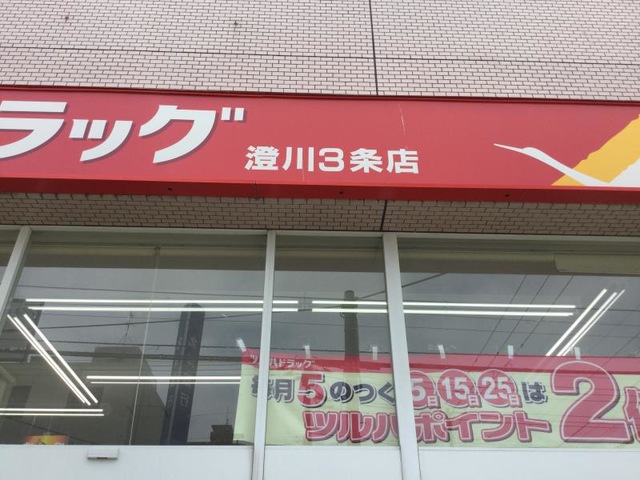 ラッグ 澄川3条店
ツルハドラッグ
毎月5のつく5日15日25日は
ツルハポイント2倍